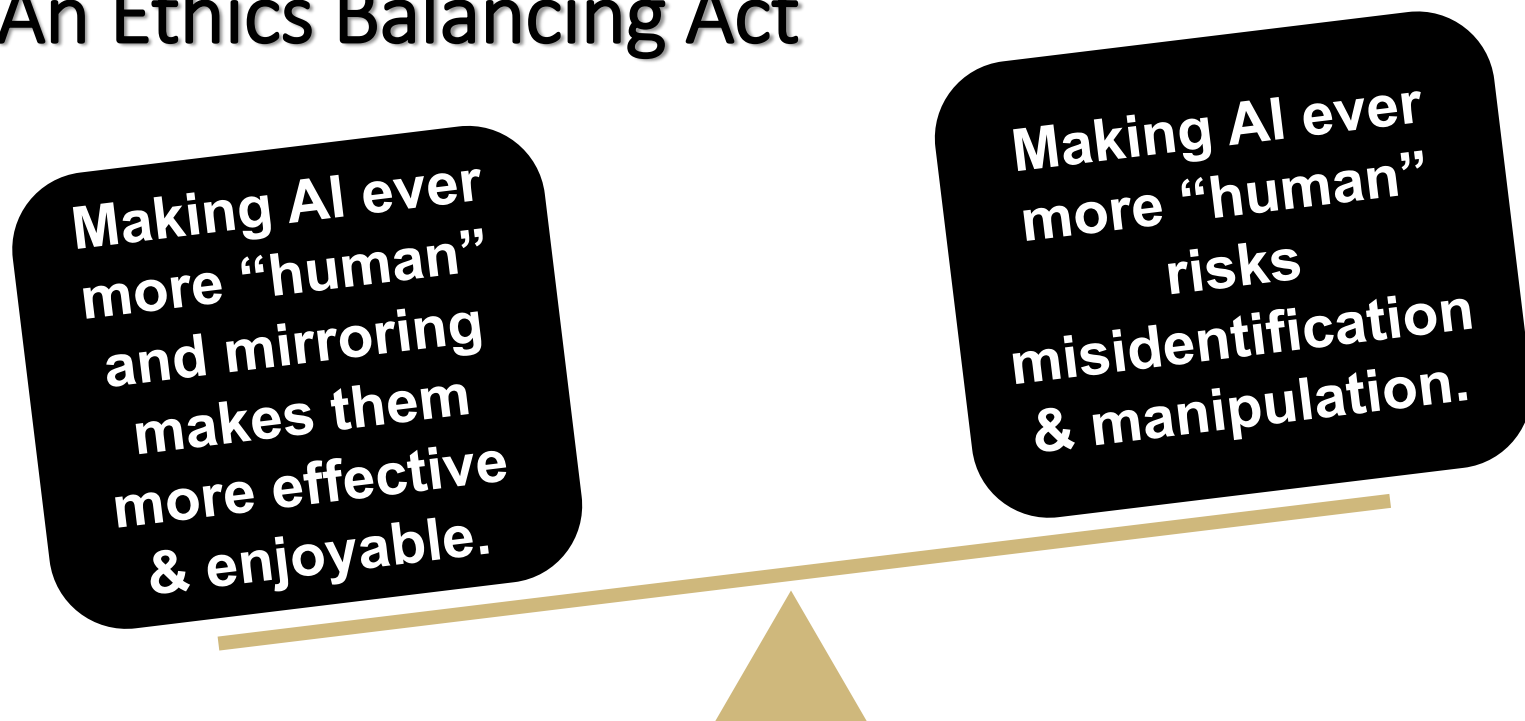 An Ethics Balancing Act
Making AI ever
more “human”
and mirroring
makes them
more effective
& enjoyable.
Making AI ever
more “human”
risks
misidentification
& manipulation.